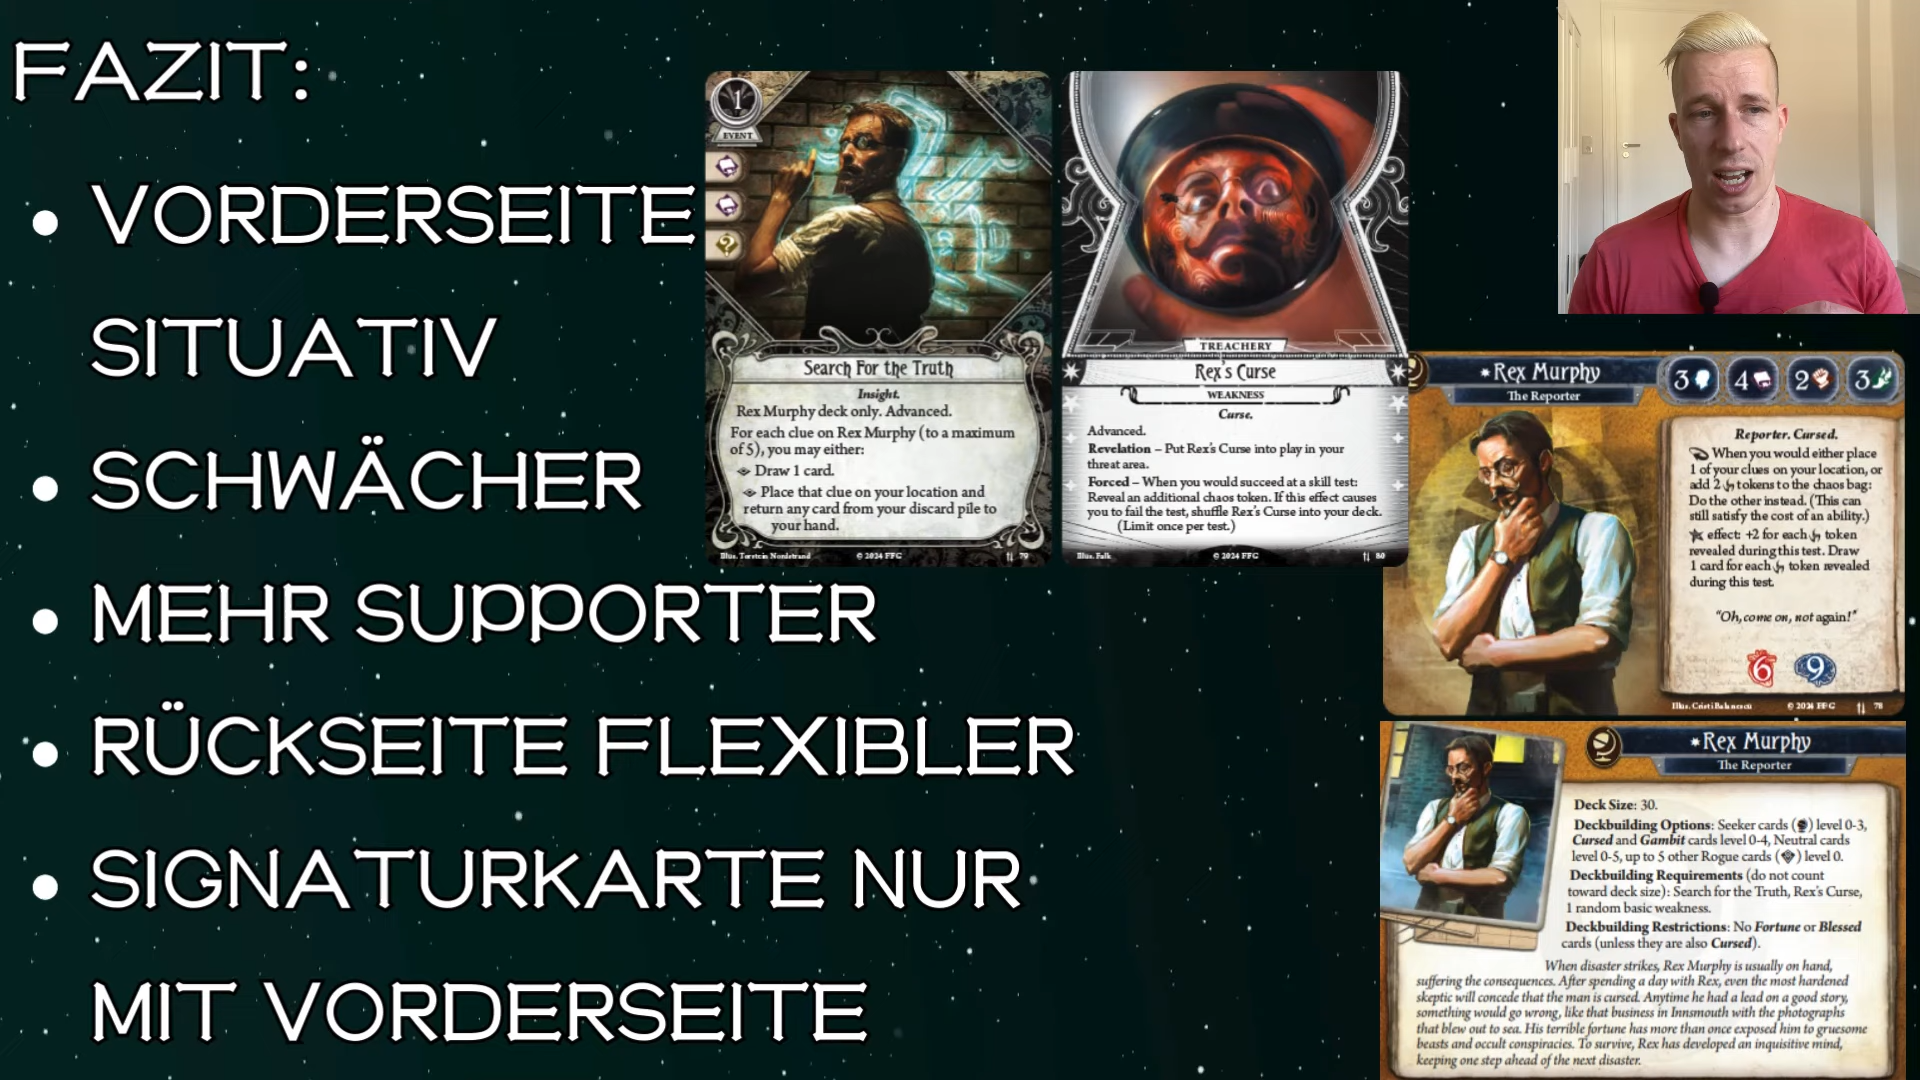 FAZIT:
• VORDERSEITE
SITUATIV
• SCHWÄCHER
• MEHR SUPPORTER
• RÜCKSEITE FLEXIBLER
• SIGNATURKARTE NUR
MIT VORDERSEITE
1
EVENT
Search For the Truth
Insight.
Rex Murphy deck only. Advanced.
For each clue on Rex Murphy (to a maximum
of 5), you may either:
Draw 1 card.
Place that clue on your location and
return any card from your discard pile to
your hand.
Illus. Torstein Nordstrand © 2024 FFG 79
TREACHERY
Rex's Curse
WEAKNESS
Curse.
Advanced.
Revelation – Put Rex's Curse into play in your
threat area.
Forced – When you would succeed at a skill test:
Reveal an additional chaos token. If this effect causes
you to fail the test, shuffle Rex's Curse into your deck.
(Limit once per test.)
Illus. Falk © 2024 FFG 80
Rex Murphy
The Reporter
3 4 2 3
Reporter. Cursed.
When you would either place
1 of your clues on your location, or
add 2 tokens to the chaos bag:
Do the other instead. (This can
still satisfy the cost of an ability.)
effect: +2 for each token
revealed during this test. Draw
1 card for each token revealed
during this test.
"Oh, come on, not again!"
6 9
Illus. Cristi Balanescu © 2024 FFG 78
Rex Murphy
The Reporter
Deck Size: 30.
Deckbuilding Options: Seeker cards () level 0-3,
Cursed and Gambit cards level 0-4, Neutral cards
level 0-5, up to 5 other Rogue cards () level 0.
Deckbuilding Requirements (do not count
toward deck size): Search for the Truth, Rex's Curse,
1 random basic weakness.
Deckbuilding Restrictions: No Fortune or Blessed
cards (unless they are also Cursed).
When disaster strikes, Rex Murphy is usually on hand,
suffering the consequences. After spending a day with Rex, even the most hardened
skeptic will concede that the man is cursed. Anytime he had a lead on a good story,
something would go wrong, like that business in Innsmouth with the photographs
that blew out to sea. His terrible fortune has more than once exposed him to gruesome
beasts and occult conspiracies. To survive, Rex has developed an inquisitive mind,
keeping one step ahead of the next disaster.